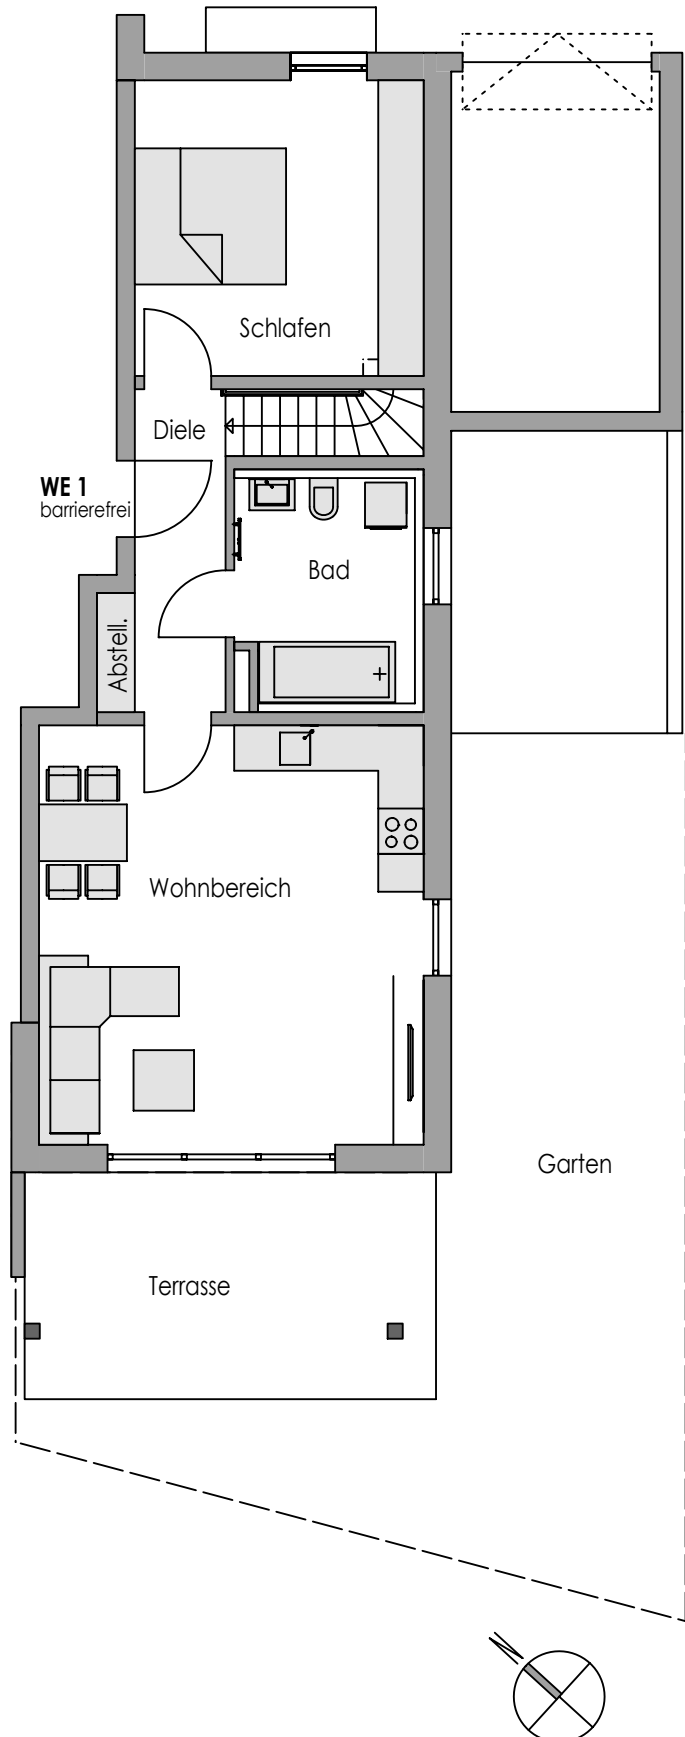 Schlafen
Diele
WE 1
barrierefrei
Bad
Abstell.
Wohnbereich
Garten
Terrasse
N